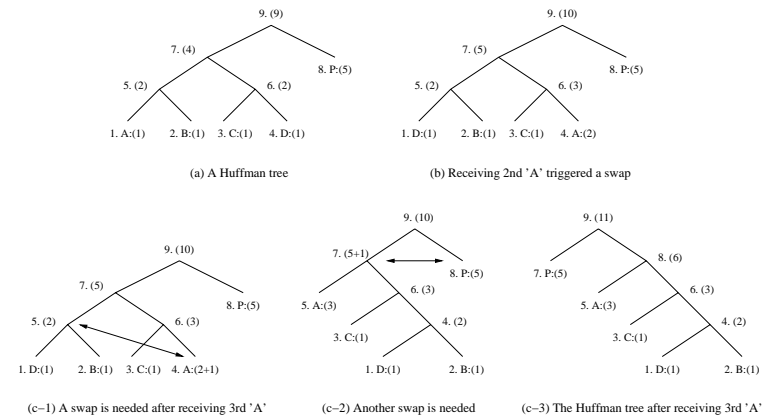 9. (9)
7. (4)
8. P:(5)
5. (2)
6. (2)
1. A:(1)
2. B:(1)
3. C:(1)
4. D:(1)
(a) A Huffman tree
9. (10)
7. (5)
8. P:(5)
5. (2)
6. (3)
1. D:(1)
2. B:(1)
3. C:(1)
4. A:(2)
(b) Receiving 2nd 'A' triggered a swap
9. (10)
7. (5)
8. P:(5)
5. (2)
6. (3)
1. D:(1)
2. B:(1)
3. C:(1)
4. A:(2+1)
(c–1) A swap is needed after receiving 3rd 'A'
9. (10)
7. (5+1)
8. P:(5)
5. A:(3)
6. (3)
3. C:(1)
4. (2)
1. D:(1)
2. B:(1)
(c–2) Another swap is needed
9. (11)
7. P:(5)
8. (6)
5. A:(3)
6. (3)
3. C:(1)
4. (2)
1. D:(1)
2. B:(1)
(c–3) The Huffman tree after receiving 3rd 'A'